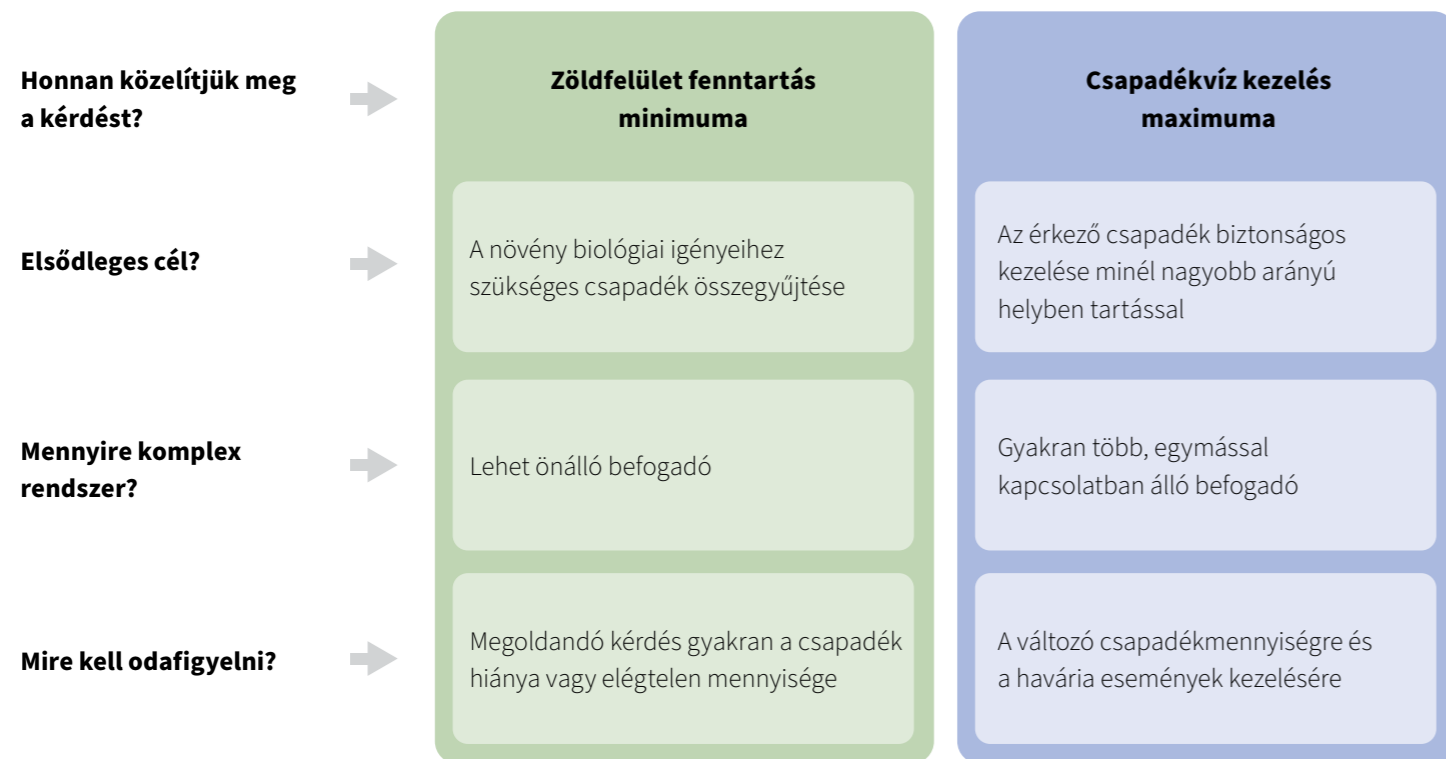 Honnan közelítjük meg
a kérdést?
Zöldfelület fenntartás
minimuma
Csapadékvíz kezelés
maximuma
Elsődleges cél?
A növény biológiai igényeihez
szükséges csapadék összegyűjtése
Az érkező csapadék biztonságos
kezelése minél nagyobb arányú
helyben tartással
Mennyire komplex
rendszer?
Lehet önálló befogadó
Gyakran több, egymással
kapcsolatban álló befogadó
Mire kell odafigyelni?
Megoldandó kérdés gyakran a csapadék
hiánya vagy elégtelen mennyisége
A változó csapadékmennyiségre és
a havária események kezelésére